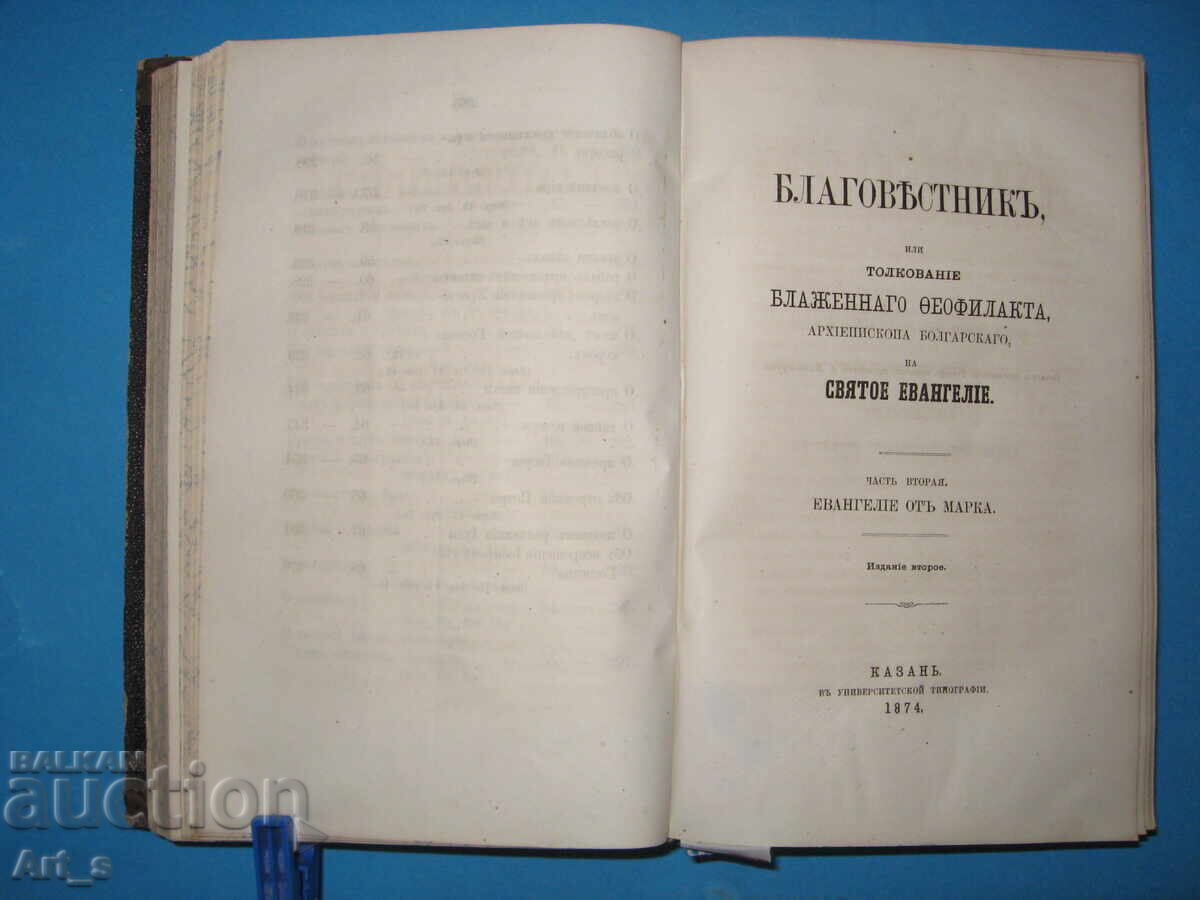 БЛАГОВѢСТНИКЪ,
ИЛИ
ТОЛКОВАНІЕ
БЛАЖЕННАГО ѲЕОФИЛАКТА,
АРХІЕПИСКОПА БОЛГАРСКАГО,
НА
СВЯТОЕ ЕВАНГЕЛІЕ.
ЧАСТЬ ВТОРАЯ.
ЕВАНГЕЛІЕ ОТЪ МАРКА.
Изданіе второе.
КАЗАНЬ.
ВЪ УНИВЕРСИТЕТСКОЙ ТИПОГРАФІИ.
1874.
BALKAN
auction
Art_s